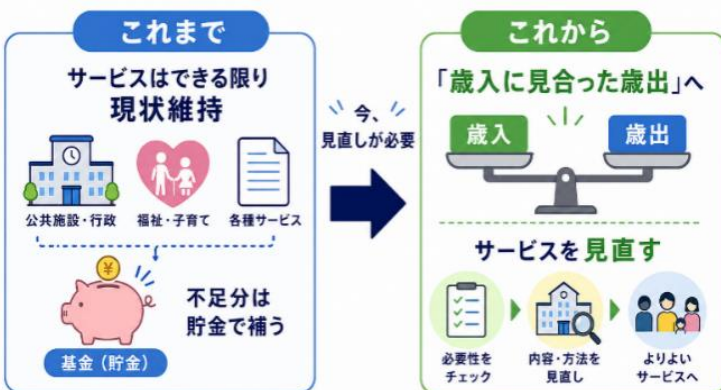 これまで
サービスはできる限り
現状維持
公共施設・行政
福祉・子育て
各種サービス
¥
不足分は
貯金で補う
基金（貯金）
今、
見直しが必要
これから
「歳入に見合った歳出」へ
歳入
歳出
サービスを見直す
必要性を
チェック
内容・方法を
見直し
よりよい
サービスへ